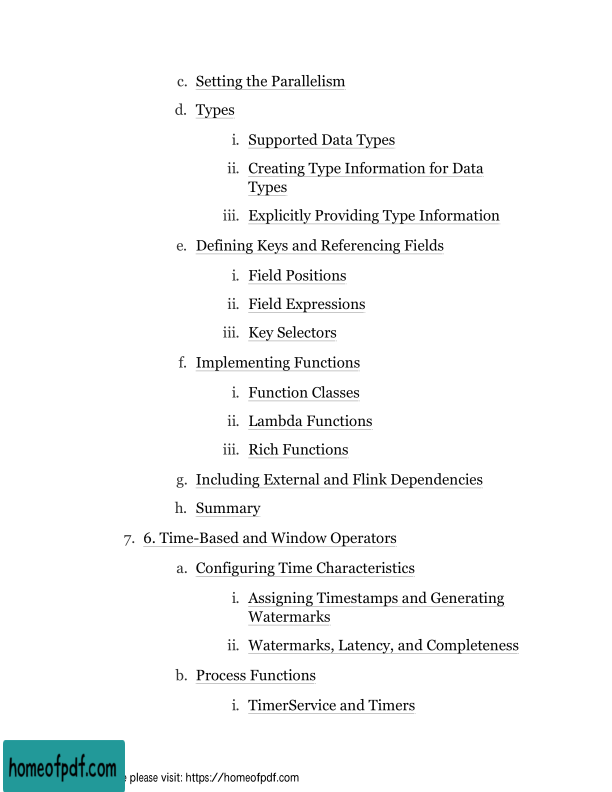 c. Setting the Parallelism
d. Types
i. Supported Data Types
ii. Creating Type Information for Data
Types
iii. Explicitly Providing Type Information
e. Defining Keys and Referencing Fields
i. Field Positions
ii. Field Expressions
iii. Key Selectors
f. Implementing Functions
i. Function Classes
ii. Lambda Functions
iii. Rich Functions
g. Including External and Flink Dependencies
h. Summary
7. 6. Time-Based and Window Operators
a. Configuring Time Characteristics
i. Assigning Timestamps and Generating
Watermarks
ii. Watermarks, Latency, and Completeness
b. Process Functions
i. TimerService and Timers
homeofpdf.com
please visit: https://homeofpdf.com